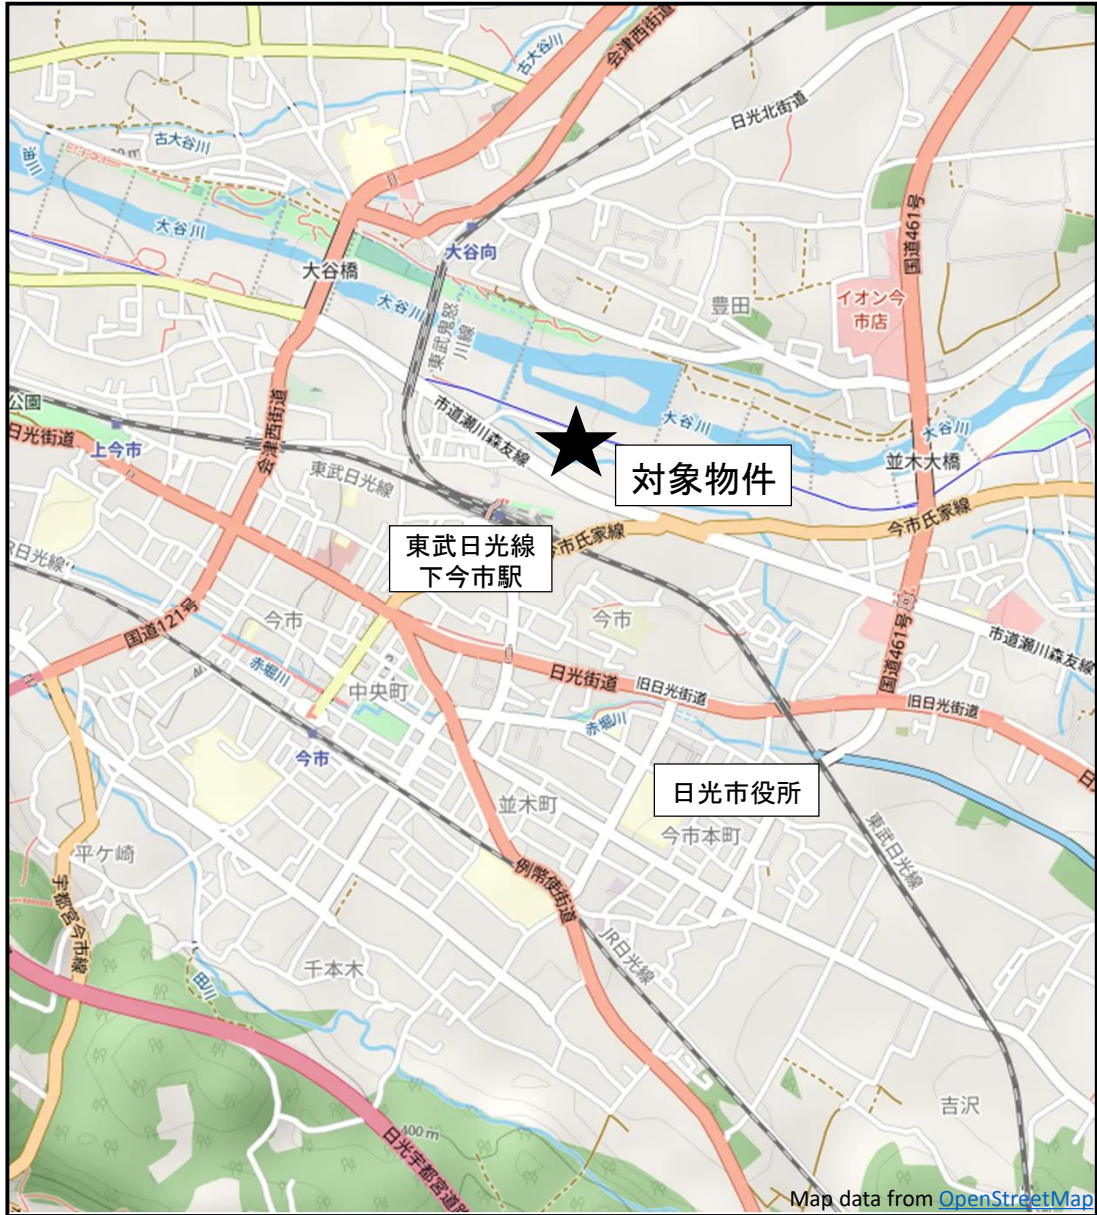 会津西街道
古大谷川
日光北街道
古大谷川
大谷川
国道461号
大谷向
大谷橋
イオン今
市店
豊田
大谷川
東武鬼怒
川線
公園
日光街道
上今市
会津西街道
市道瀬川森友線
大谷川
大谷川
並木大橋
対象物件
東武日光線
今市氏家線
東武日光線
下今市駅
市氏家線
日光線
国道121号
今市
今市
国道461号
市道瀬川森友線
赤堀川
中央町
日光街道
旧日光街道
旧日光街道
赤堀川
今市
日光市役所
並木町
今市本町
東武日光線
平ケ崎
例幣使街道
宇都宮今市線
JR日光線
千本木
田川
吉沢
400 m
日光宇都宮道路
Map data from OpenStreetMap